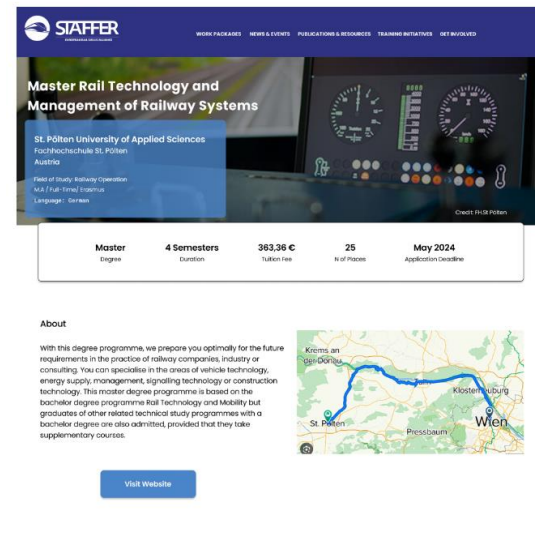 STAFFER
WORK PACKAGES NEWS & EVENTS PUBLICATIONS & RESOURCES TRAINING INITIATIVES GET INVOLVED
Master Rail Technology and
Management of Railway Systems
St. Pölten University of Applied Sciences
Fachhochschule St. Pölten
Austria
Field of Study: Railway Operation
M.A / Full-Time/ Erasmus
Language: German
Credit: FH.St Pölten
Master 4 Semesters 363,36 € 25 May 2024
Degree Duration Tuition Fee N of Places Application Deadline
About
With this degree programme, we prepare you optimally for the future
requirements in the practice of railway companies, industry or
consulting. You can specialise in the areas of vehicle technology,
energy supply, management, signalling technology or construction
technology. This master degree programme is based on the
bachelor degree programme Rail Technology and Mobility but
graduates of other related technical study programmes with a
bachelor degree are also admitted, provided that they take
supplementary courses.
Krems an
der Donau
Klosterneuburg
St. Pölten
Pressbaum
Wien
Visit Website